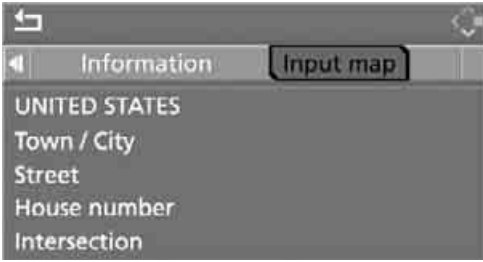 Information Input map
UNITED STATES
Town / City
Street
House number
Intersection